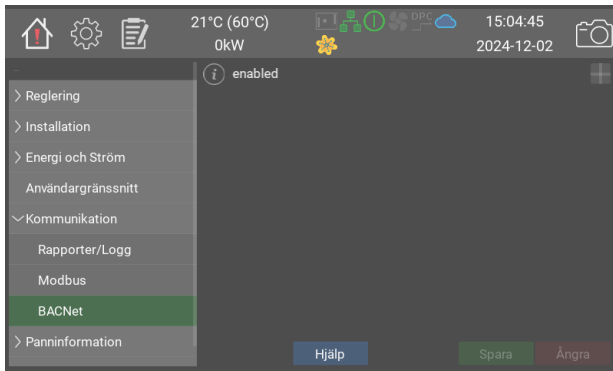 21°C (60°C)
0kW
DPC
15:04:45
2024-12-02
enabled
Reglering
Installation
Energi och Ström
Användargränssnitt
Kommunikation
Rapporter/Logg
Modbus
BACNet
Panninformation
Hjälp
Spara
Ångra